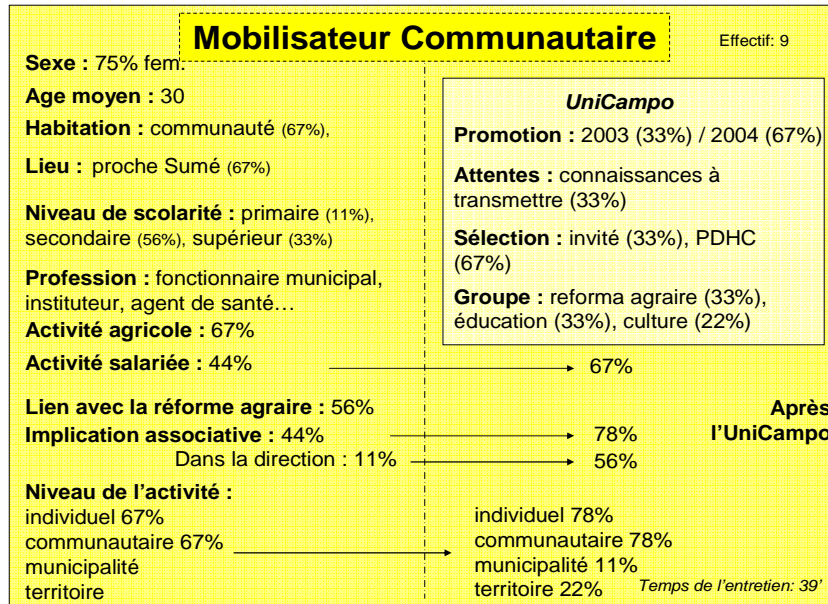 Mobilisateur Communautaire
Effectif: 9
Sexe : 75% fem.
Age moyen : 30
Habitation : communauté (67%),
Lieu : proche Sumé (67%)
Niveau de scolarité : primaire (11%),
secondaire (56%), supérieur (33%)
Profession : fonctionnaire municipal,
instituteur, agent de santé…
Activité agricole : 67%
UniCampo
Promotion : 2003 (33%) / 2004 (67%)
Attentes : connaissances à
transmettre (33%)
Sélection : invité (33%), PDHC
(67%)
Groupe : reforma agraire (33%),
éducation (33%), culture (22%)
Activité salariée : 44% 67%
Lien avec la réforme agraire : 56%
Après
l'UniCampo
Implication associative : 44% 78%
Dans la direction : 11% 56%
Niveau de l'activité :
individuel 67%
communautaire 67%
municipalité
territoire
individuel 78%
communautaire 78%
municipalité 11%
territoire 22%
Temps de l'entretien: 39'